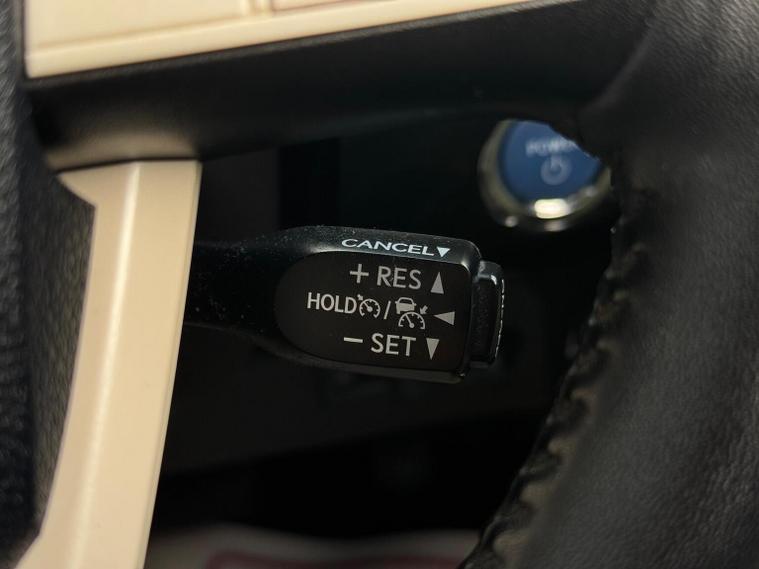 POWER
CANCEL▼
+ RES ▲
HOLD / ◀
− SET ▼